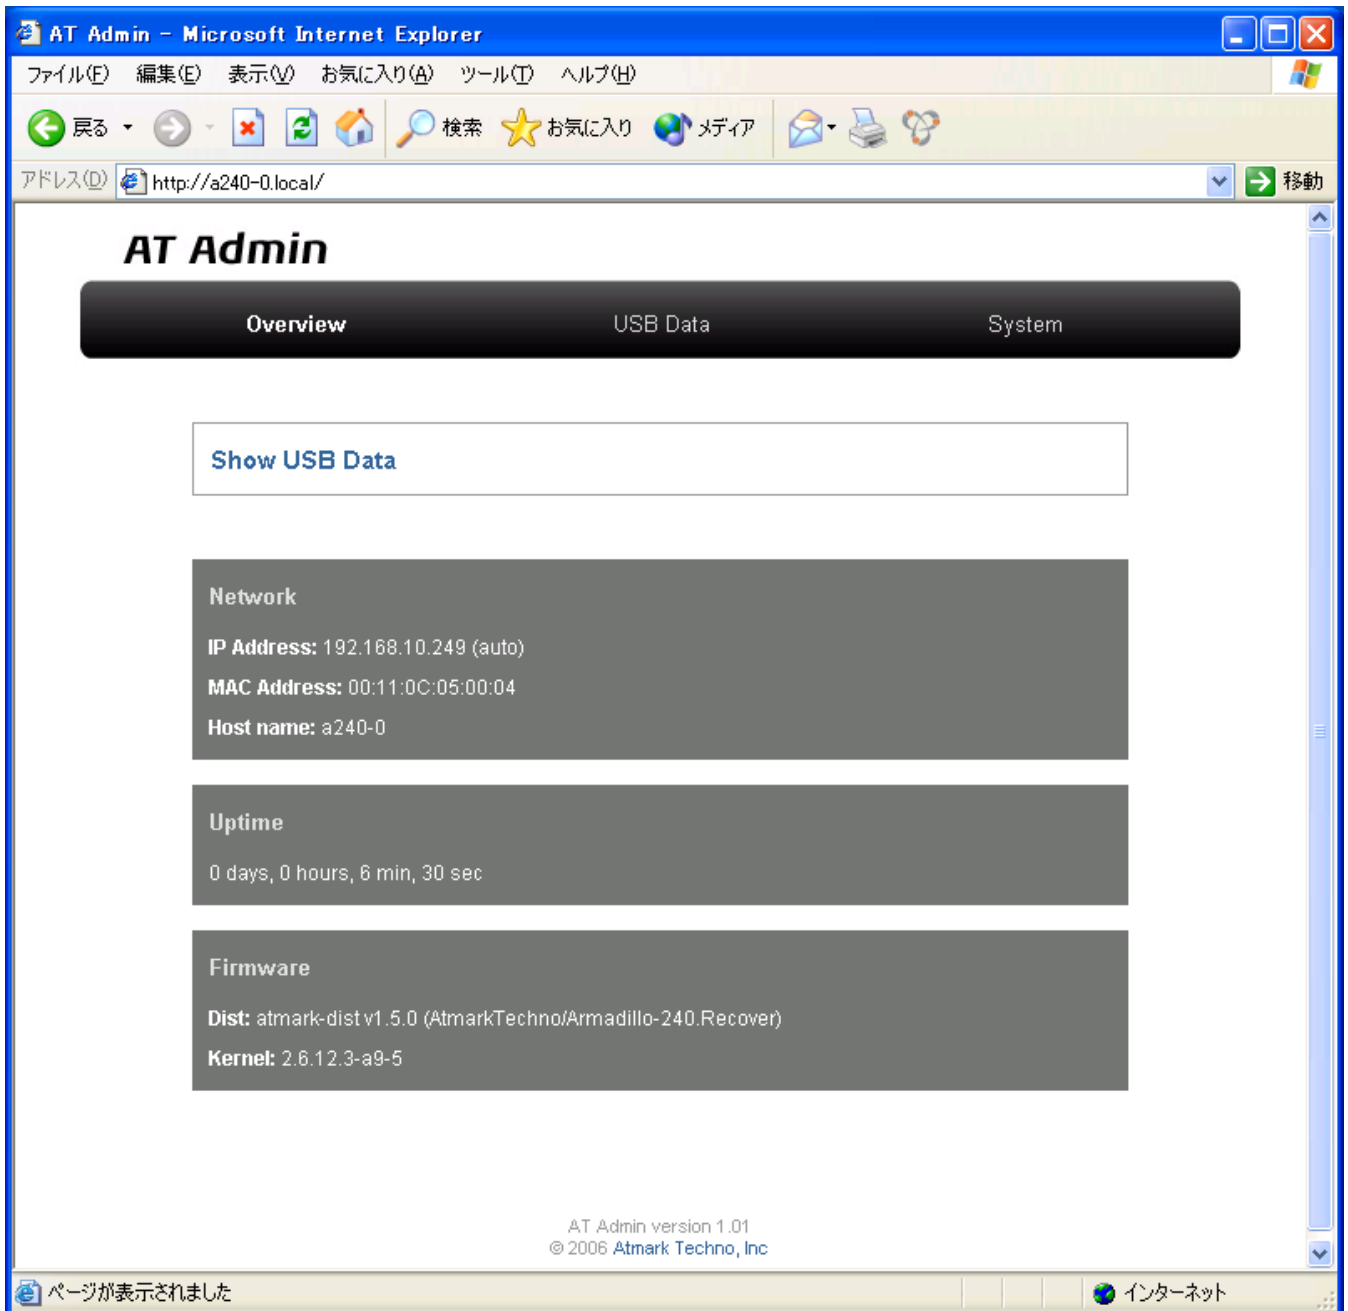 AT Admin - Microsoft Internet Explorer
ファイル(F) 編集(E) 表示(V) お気に入り(A) ツール(T) ヘルプ(H)
戻る 検索 お気に入り メディア
アドレス(D) http://a240-0.local/ 移動
AT Admin
Overview USB Data System
Show USB Data
Network
IP Address: 192.168.10.249 (auto)
MAC Address: 00:11:0C:05:00:04
Host name: a240-0
Uptime
0 days, 0 hours, 6 min, 30 sec
Firmware
Dist: atmark-dist v1.5.0 (AtmarkTechno/Armadillo-240.Recover)
Kernel: 2.6.12.3-a9-5
AT Admin version 1.01
© 2006 Atmark Techno, Inc
ページが表示されました インターネット